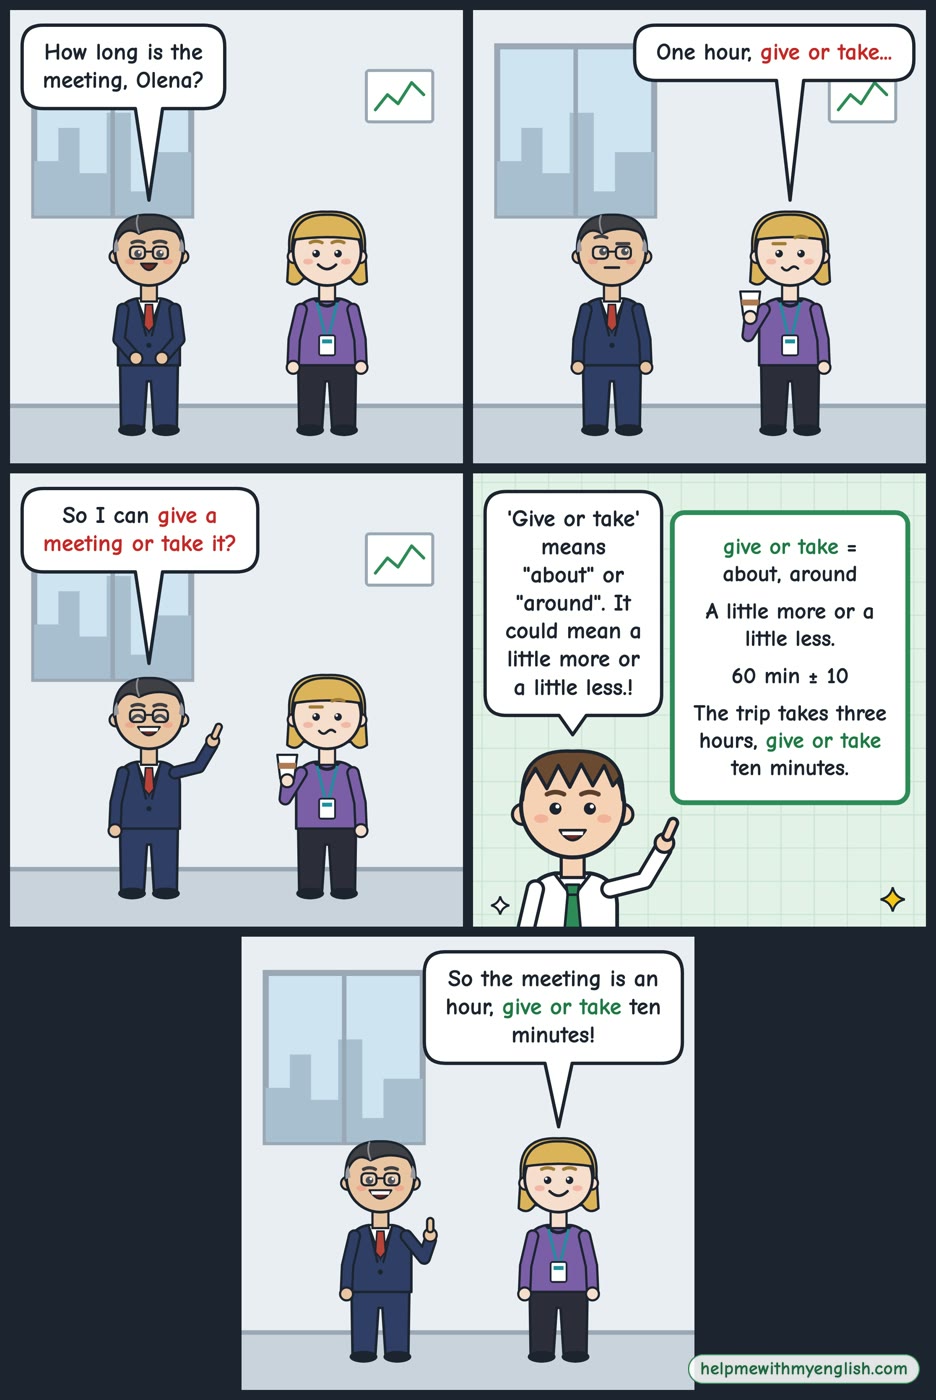 How long is the
meeting, Olena?
One hour, give or take...
So I can give a
meeting or take it?
'Give or take'
means
"about" or
"around". It
could mean a
little more or
a little less.!
give or take =
about, around
A little more or a
little less.
60 min ± 10
The trip takes three
hours, give or take
ten minutes.
So the meeting is an
hour, give or take ten
minutes!
helpmewithmyenglish.com